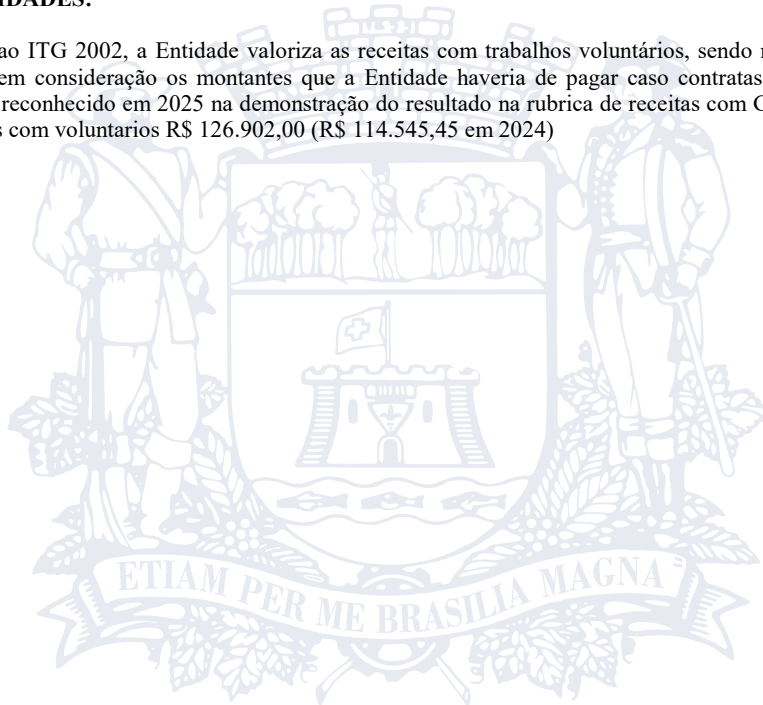 IDADES:
ao ITG 2002, a Entidade valoriza as receitas com trabalhos voluntários, sendo
em consideração os montantes que a Entidade haveria de pagar caso contratas
reconhecido em 2025 na demonstração do resultado na rubrica de receitas com
s com voluntarios R$ 126.902,00 (R$ 114.545,45 em 2024)
ETIAM PER ME BRASILIA MAGNA